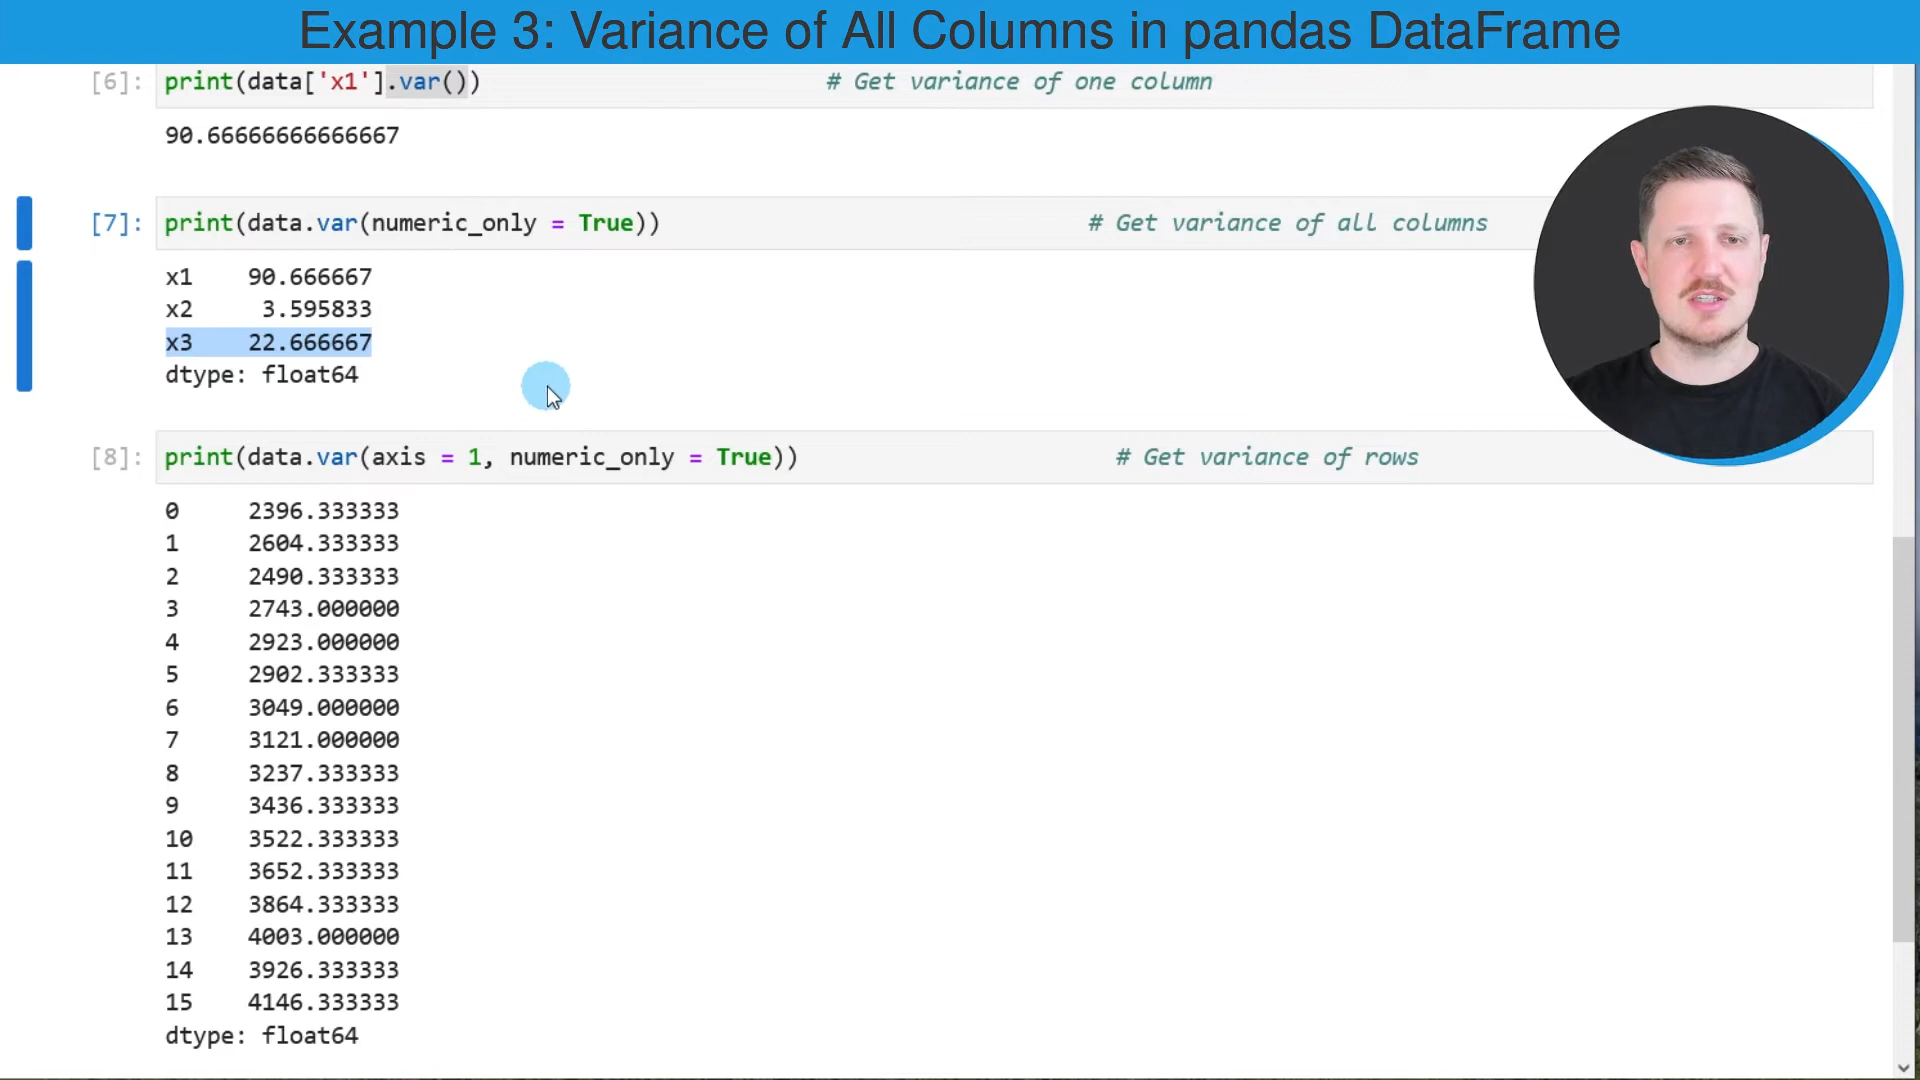 Example 3: Variance of All Columns in pandas DataFrame
[6]: print(data['x1'].var()) # Get variance of one column
90.66666666666667
[7]: print(data.var(numeric_only = True)) # Get variance of all columns
x1 90.666667
x2 3.595833
x3 22.666667
dtype: float64
[8]: print(data.var(axis = 1, numeric_only = True)) # Get variance of rows
0 2396.333333
1 2604.333333
2 2490.333333
3 2743.000000
4 2923.000000
5 2902.333333
6 3049.000000
7 3121.000000
8 3237.333333
9 3436.333333
10 3522.333333
11 3652.333333
12 3864.333333
13 4003.000000
14 3926.333333
15 4146.333333
dtype: float64